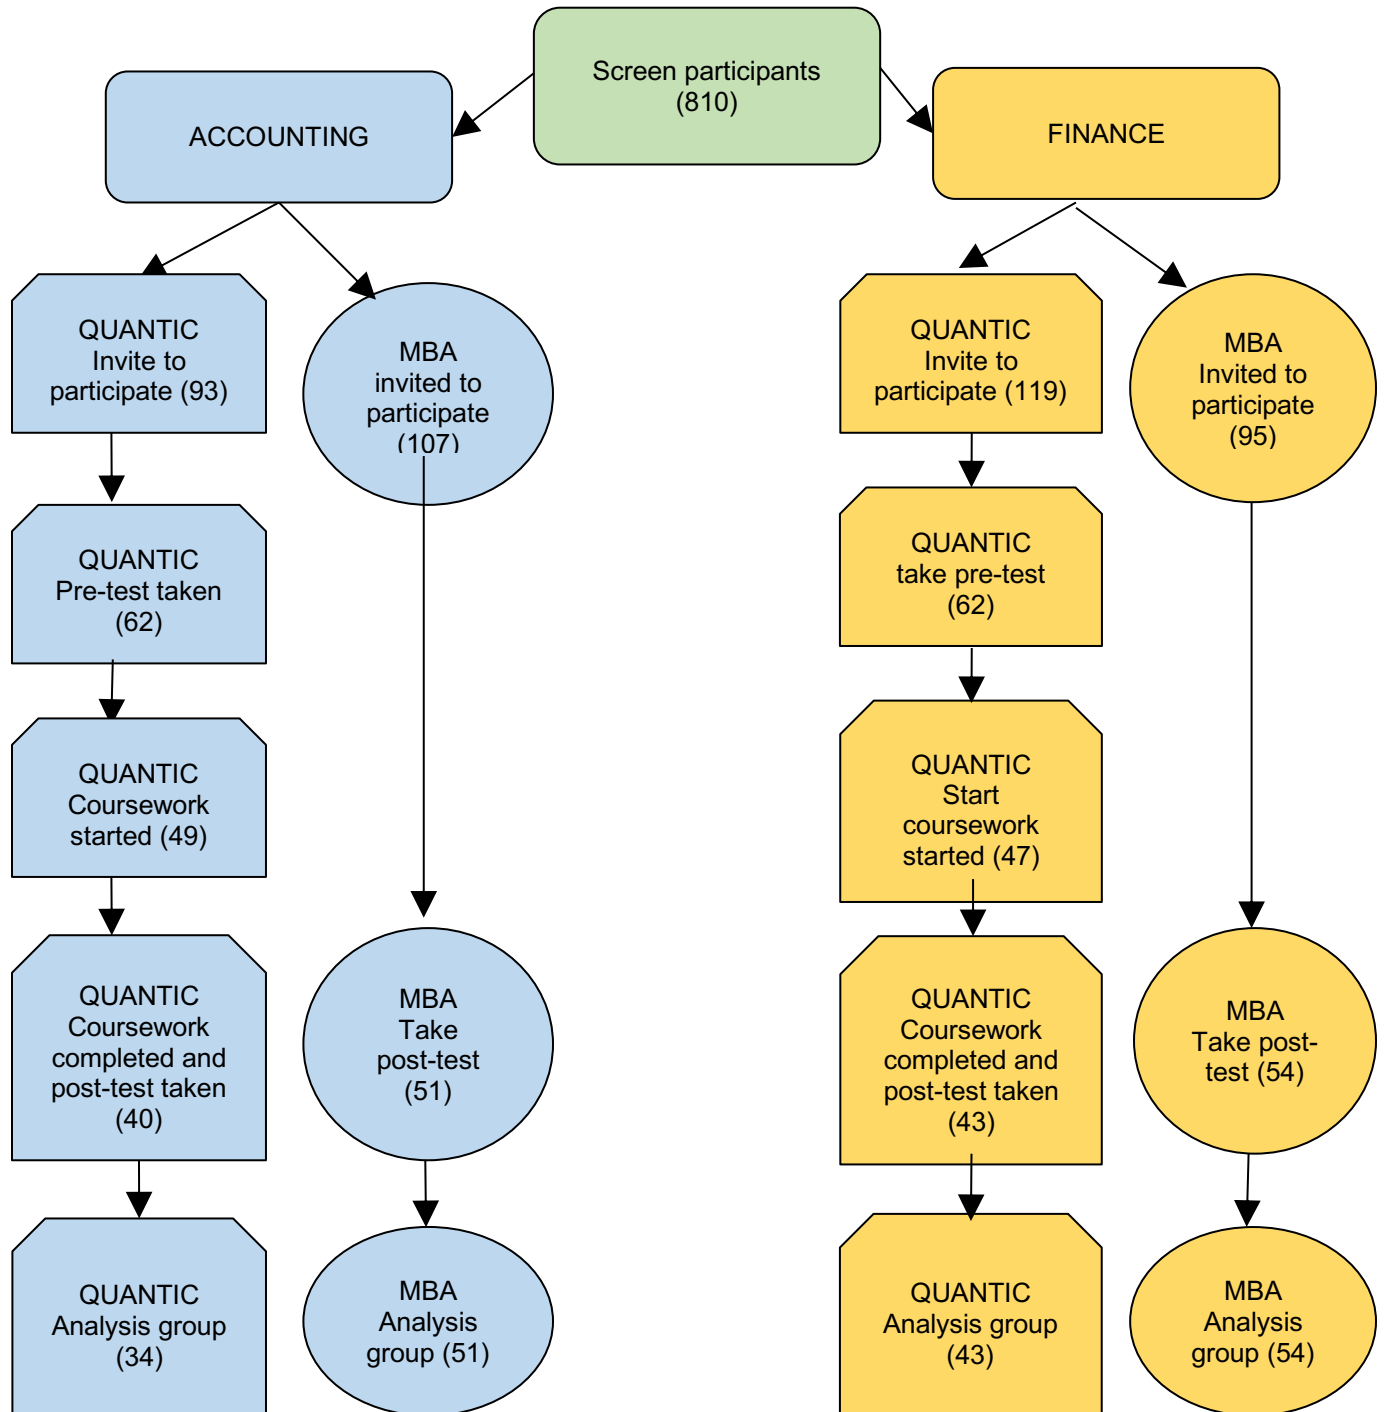 Screen participants
(810)
ACCOUNTING
FINANCE
QUANTIC
Invite to
participate (93)
MBA
invited to
participate
(107)
QUANTIC
Invite to
participate (119)
MBA
Invited to
participate
(95)
QUANTIC
Pre-test taken
(62)
QUANTIC
take pre-test
(62)
QUANTIC
Coursework
started (49)
QUANTIC
Start
coursework
started (47)
QUANTIC
Coursework
completed and
post-test taken
(40)
MBA
Take
post-test
(51)
QUANTIC
Coursework
completed and
post-test taken
(43)
MBA
Take post-
test (54)
QUANTIC
Analysis group
(34)
MBA
Analysis
group (51)
QUANTIC
Analysis group
(43)
MBA
Analysis
group (54)